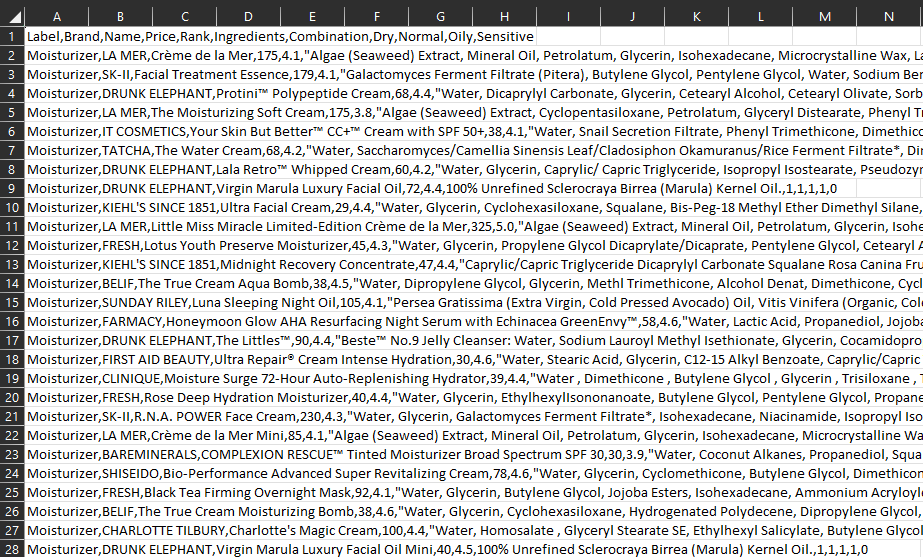 A B C D E F G H I J K L M N
1 Label,Brand,Name,Price,Rank,Ingredients,Combination,Dry,Normal,Oily,Sensitive
2 Moisturizer,LA MER,Crème de la Mer,175,4.1,"Algae (Seaweed) Extract, Mineral Oil, Petrolatum, Glycerin, Isohexadecane, Microcrystalline Wax, La
3 Moisturizer,SK-II,Facial Treatment Essence,179,4.1,"Galactomyces Ferment Filtrate (Pitera), Butylene Glycol, Pentylene Glycol, Water, Sodium Ben
4 Moisturizer,DRUNK ELEPHANT,Protini™ Polypeptide Cream,68,4.4,"Water, Dicaprylyl Carbonate, Glycerin, Cetearyl Alcohol, Cetearyl Olivate, Sorb
5 Moisturizer,LA MER,The Moisturizing Soft Cream,175,3.8,"Algae (Seaweed) Extract, Cyclopentasiloxane, Petrolatum, Glyceryl Distearate, Phenyl Tr
6 Moisturizer,IT COSMETICS,Your Skin But Better™ CC+™ Cream with SPF 50+,38,4.1,"Water, Snail Secretion Filtrate, Phenyl Trimethicone, Dimethico
7 Moisturizer,TATCHA,The Water Cream,68,4.2,"Water, Saccharomyces/Camellia Sinensis Leaf/Cladosiphon Okamuranus/Rice Ferment Filtrate*, Dim
8 Moisturizer,DRUNK ELEPHANT,Lala Retro™ Whipped Cream,60,4.2,"Water, Glycerin, Caprylic/ Capric Triglyceride, Isopropyl Isostearate, Pseudozym
9 Moisturizer,DRUNK ELEPHANT,Virgin Marula Luxury Facial Oil,72,4.4,100% Unrefined Sclerocraya Birrea (Marula) Kernel Oil.,1,1,1,1,0
10 Moisturizer,KIEHL'S SINCE 1851,Ultra Facial Cream,29,4.4,"Water, Glycerin, Cyclohexasiloxane, Squalane, Bis-Peg-18 Methyl Ether Dimethyl Silane,
11 Moisturizer,LA MER,Little Miss Miracle Limited-Edition Crème de la Mer,325,5.0,"Algae (Seaweed) Extract, Mineral Oil, Petrolatum, Glycerin, Isohe
12 Moisturizer,FRESH,Lotus Youth Preserve Moisturizer,45,4.3,"Water, Glycerin, Propylene Glycol Dicaprylate/Dicaprate, Pentylene Glycol, Cetearyl A
13 Moisturizer,KIEHL'S SINCE 1851,Midnight Recovery Concentrate,47,4.4,"Caprylic/Capric Triglyceride Dicaprylyl Carbonate Squalane Rosa Canina Fru
14 Moisturizer,BELIF,The True Cream Aqua Bomb,38,4.5,"Water, Dipropylene Glycol, Glycerin, Methl Trimethicone, Alcohol Denat, Dimethicone, Cycl
15 Moisturizer,SUNDAY RILEY,Luna Sleeping Night Oil,105,4.1,"Persea Gratissima (Extra Virgin, Cold Pressed Avocado) Oil, Vitis Vinifera (Organic, Col
16 Moisturizer,FARMACY,Honeymoon Glow AHA Resurfacing Night Serum with Echinacea GreenEnvy™,58,4.6,"Water, Lactic Acid, Propanediol, Jojoba
17 Moisturizer,DRUNK ELEPHANT,The Littles™,90,4.4,"Beste™ No.9 Jelly Cleanser: Water, Sodium Lauroyl Methyl Isethionate, Glycerin, Cocamidopro
18 Moisturizer,FIRST AID BEAUTY,Ultra Repair® Cream Intense Hydration,30,4.6,"Water, Stearic Acid, Glycerin, C12-15 Alkyl Benzoate, Caprylic/Capric
19 Moisturizer,CLINIQUE,Moisture Surge 72-Hour Auto-Replenishing Hydrator,39,4.4,"Water , Dimethicone , Butylene Glycol , Glycerin , Trisiloxane , T
20 Moisturizer,FRESH,Rose Deep Hydration Moisturizer,40,4.4,"Water, Glycerin, EthylhexylIsononanoate, Butylene Glycol, Pentylene Glycol, Propane
21 Moisturizer,SK-II,R.N.A. POWER Face Cream,230,4.3,"Water, Glycerin, Galactomyces Ferment Filtrate*, Isohexadecane, Niacinamide, Isopropyl Iso
22 Moisturizer,LA MER,Crème de la Mer Mini,85,4.1,"Algae (Seaweed) Extract, Mineral Oil, Petrolatum, Glycerin, Isohexadecane, Microcrystalline Wa
23 Moisturizer,BAREMINERALS,COMPLEXION RESCUE™ Tinted Moisturizer Broad Spectrum SPF 30,30,3.9,"Water, Coconut Alkanes, Propanediol, Squa
24 Moisturizer,SHISEIDO,Bio-Performance Advanced Super Revitalizing Cream,78,4.6,"Water, Glycerin, Cyclomethicone, Butylene Glycol, Dimethicon
25 Moisturizer,FRESH,Black Tea Firming Overnight Mask,92,4.1,"Water, Glycerin, Butylene Glycol, Jojoba Esters, Isohexadecane, Ammonium Acryloyl
26 Moisturizer,BELIF,The True Cream Moisturizing Bomb,38,4.6,"Water, Glycerin, Cyclohexasiloxane, Hydrogenated Polydecene, Dipropylene Glycol,
27 Moisturizer,CHARLOTTE TILBURY,Charlotte's Magic Cream,100,4.4,"Water, Homosalate , Glyceryl Stearate SE, Ethylhexyl Salicylate, Butylene Glycol
28 Moisturizer,DRUNK ELEPHANT,Virgin Marula Luxury Facial Oil Mini,40,4.5,100% Unrefined Sclerocraya Birrea (Marula) Kernel Oil.,1,1,1,1,0